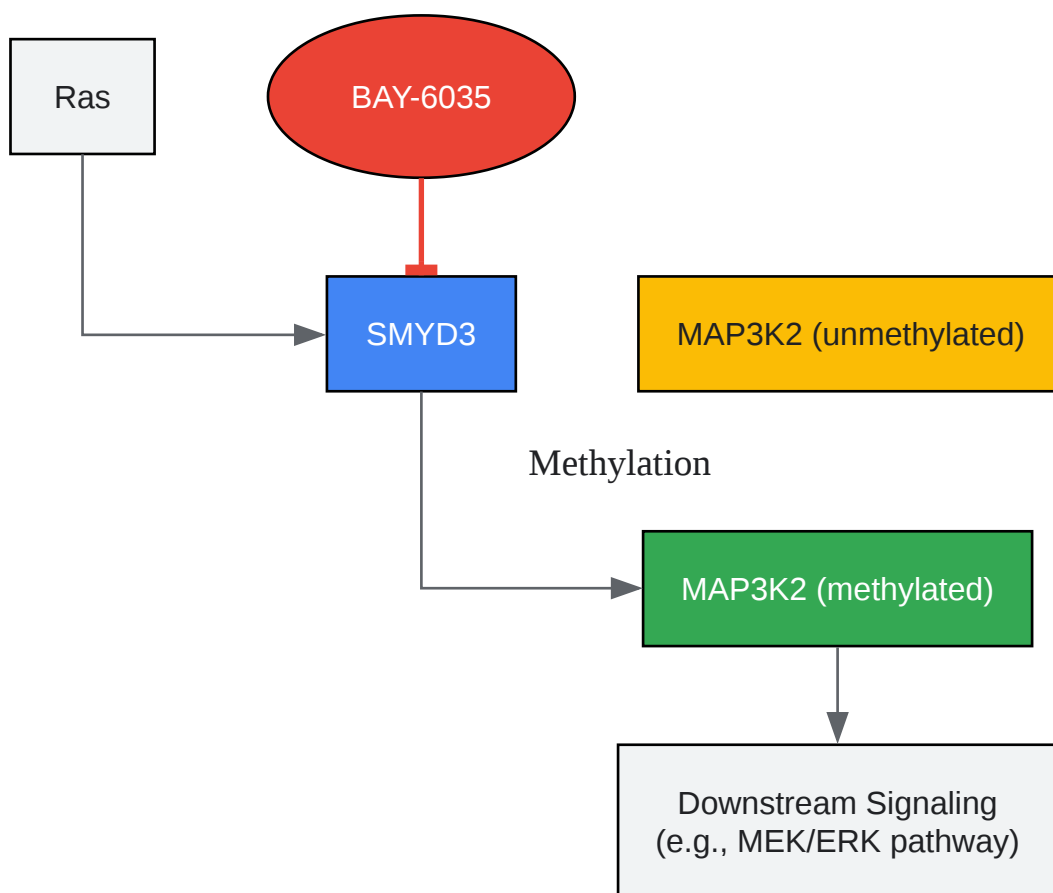 Ras
BAY-6035
SMYD3
MAP3K2 (unmethylated)
Methylation
MAP3K2 (methylated)
Downstream Signaling
(e.g., MEK/ERK pathway)